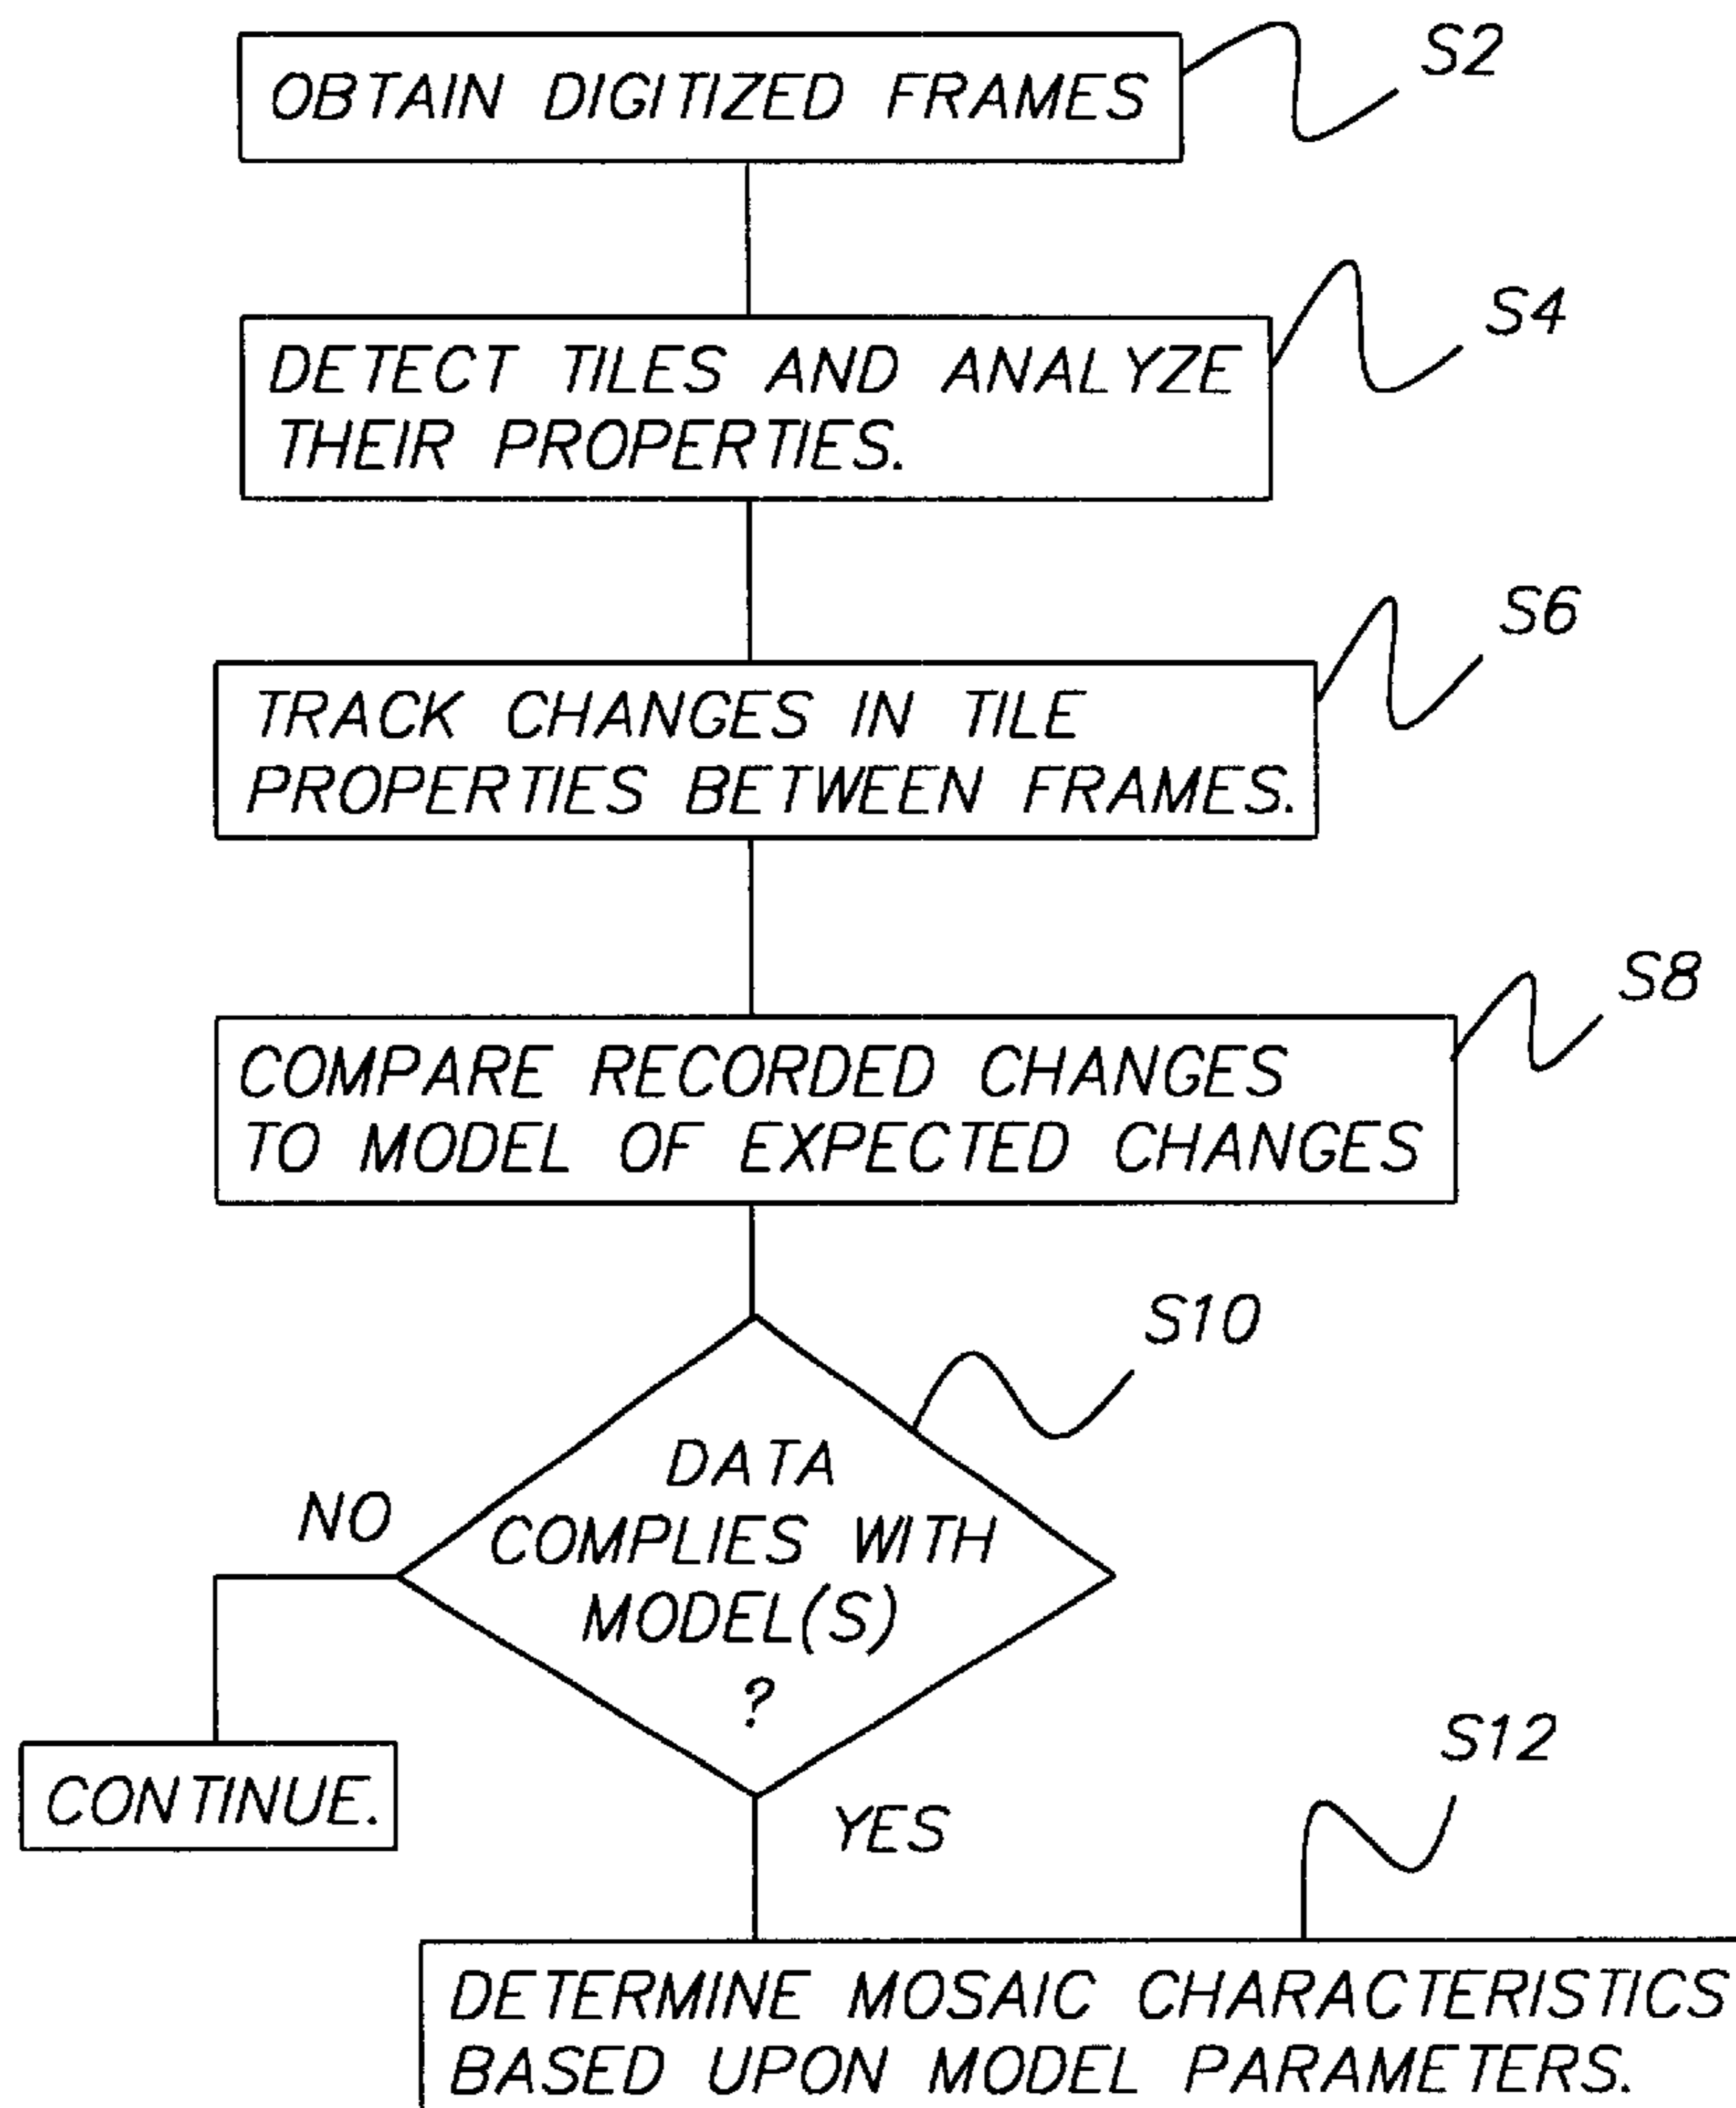 OBTAIN DIGITIZED FRAMES
S2
DETECT TILES AND ANALYZE
THEIR PROPERTIES.
S4
TRACK CHANGES IN TILE
PROPERTIES BETWEEN FRAMES.
S6
COMPARE RECORDED CHANGES
TO MODEL OF EXPECTED CHANGES
S8
DATA
COMPLIES WITH
MODEL(S)
?
S10
NO
CONTINUE.
YES
S12
DETERMINE MOSAIC CHARACTERISTICS
BASED UPON MODEL PARAMETERS.